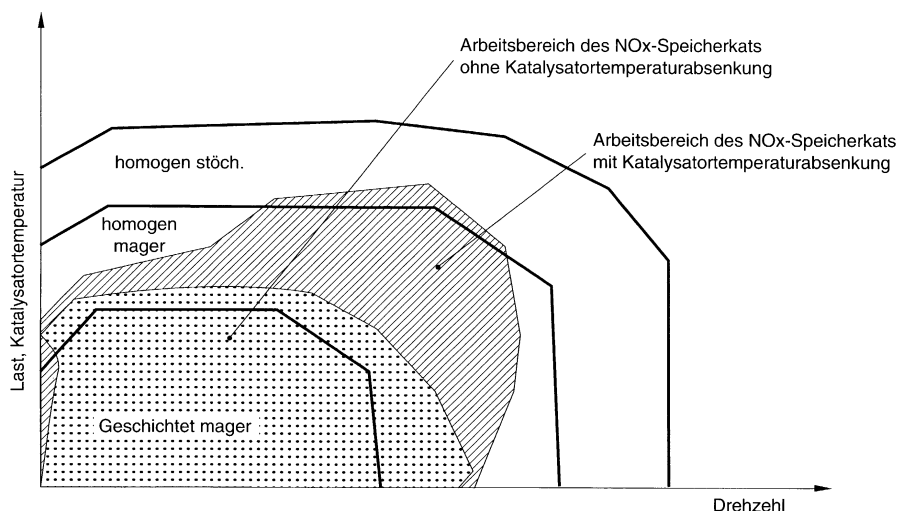 Arbeitsbereich des NOx-Speicherkats
ohne Katalysatortemperaturabsenkung
Arbeitsbereich des NOx-Speicherkats
mit Katalysatortemperaturabsenkung
homogen stöch.
homogen
mager
Geschichtet mager
Last, Katalysatortemperatur
Drehzahl